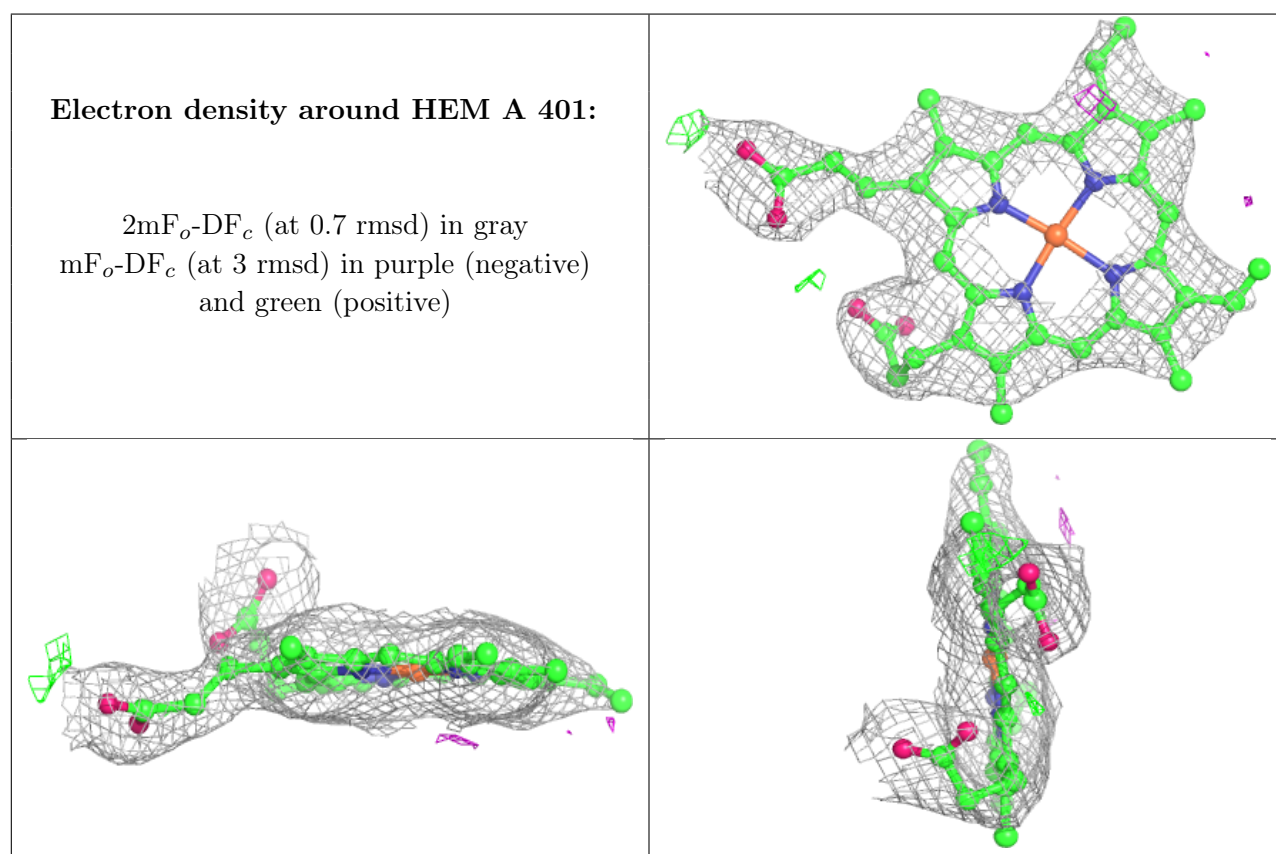 Electron density around HEM A 401:
2mFo-DFc (at 0.7 rmsd) in gray
mFo-DFc (at 3 rmsd) in purple (negative)
and green (positive)